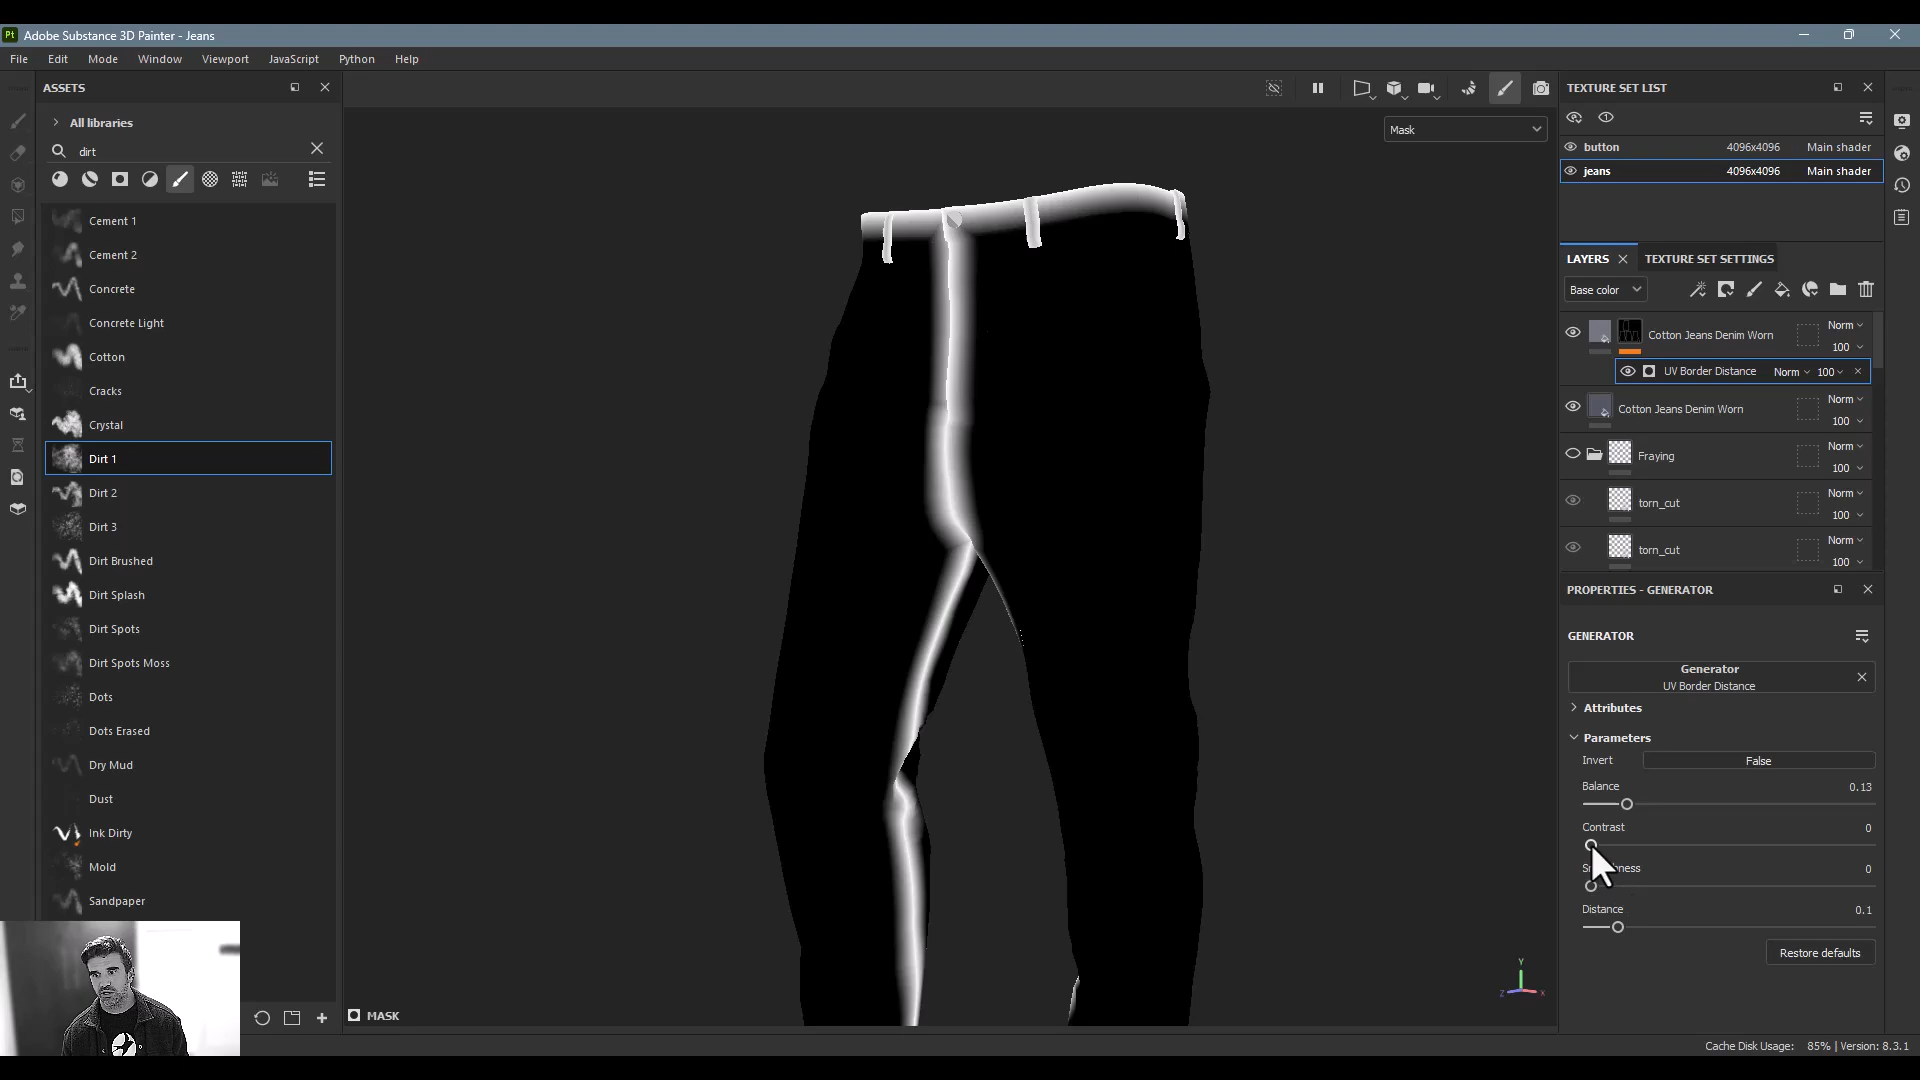 Pt Adobe Substance 3D Painter - Jeans
File Edit Mode Window Viewport JavaScript Python Help
ASSETS
All libraries
dirt
Cement 1
Cement 2
Concrete
Concrete Light
Cotton
Cracks
Crystal
Dirt 1
Dirt 2
Dirt 3
Dirt Brushed
Dirt Splash
Dirt Spots
Dirt Spots Moss
Dots
Dots Erased
Dry Mud
Dust
Ink Dirty
Mold
Sandpaper
Mask
MASK
Y
Z X
TEXTURE SET LIST
button 4096x4096 Main shader
jeans 4096x4096 Main shader
LAYERS TEXTURE SET SETTINGS
Base color
Cotton Jeans Denim Worn Norm
100
UV Border Distance Norm 100
Cotton Jeans Denim Worn Norm
100
Fraying Norm
100
torn_cut Norm
100
torn_cut Norm
100
PROPERTIES - GENERATOR
GENERATOR
Generator
UV Border Distance
Attributes
Parameters
Invert False
Balance 0.13
Contrast 0
0
Distance 0.1
Restore defaults
Cache Disk Usage: 85% | Version: 8.3.1